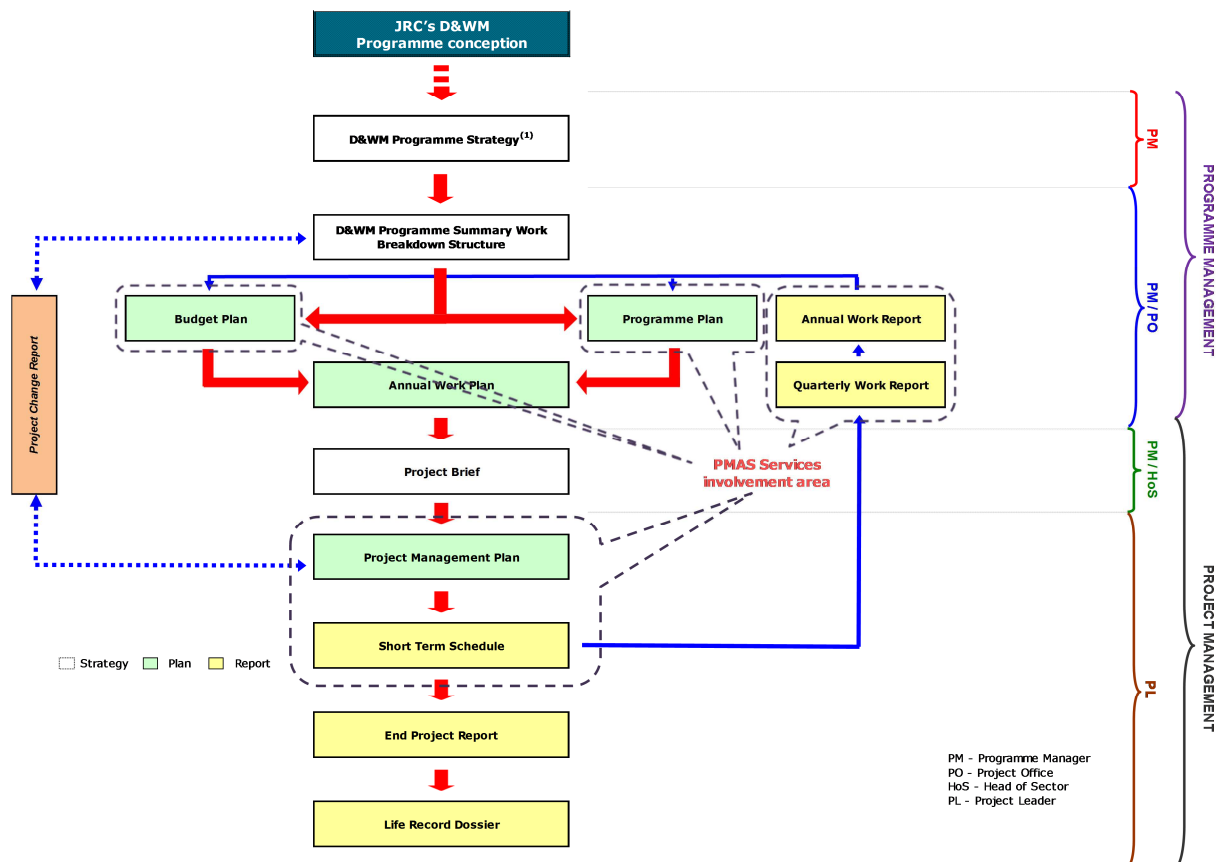 JRC's D&WM
Programme conception
D&WM Programme Strategy(1)
D&WM Programme Summary Work
Breakdown Structure
Budget Plan
Programme Plan
Annual Work Report
Annual Work Plan
Quarterly Work Report
Project Change Report
Project Brief
PMAS Services
involvement area
Project Management Plan
Short Term Schedule
Strategy
Plan
Report
End Project Report
Life Record Dossier
PM
PM / PO
PM / HoS
PL
PROGRAMME MANAGEMENT
PROJECT MANAGEMENT
PM - Programme Manager
PO - Project Office
HoS - Head of Sector
PL - Project Leader